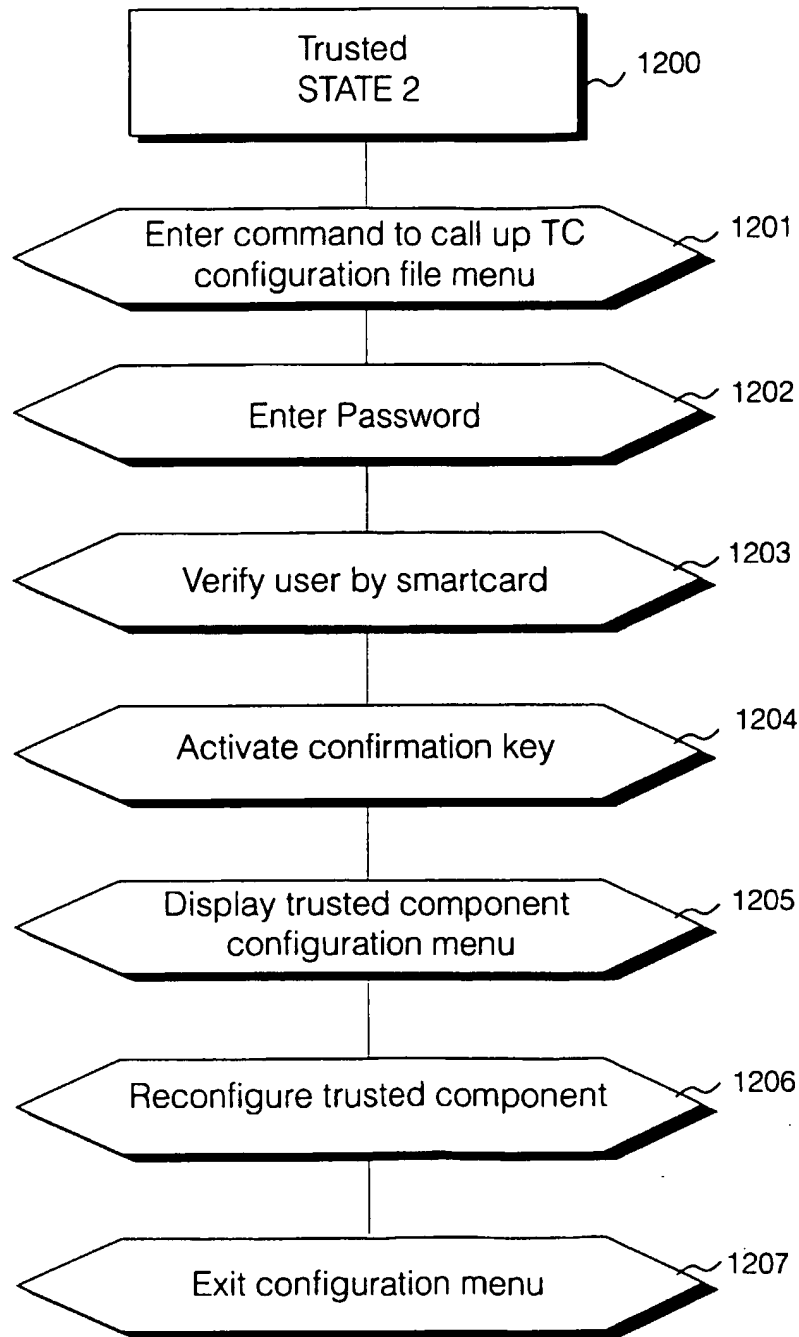 Trusted
STATE 2
1200
Enter command to call up TC
configuration file menu
1201
Enter Password
1202
Verify user by smartcard
1203
Activate confirmation key
1204
Display trusted component
configuration menu
1205
Reconfigure trusted component
1206
Exit configuration menu
1207